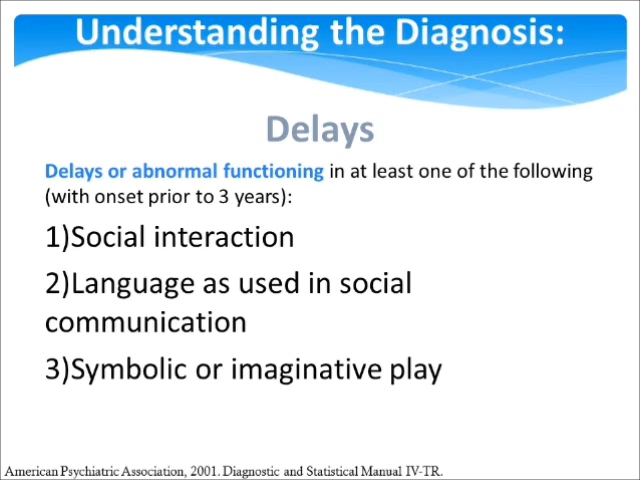 Understanding the Diagnosis:
Delays
Delays or abnormal functioning in at least one of the following
(with onset prior to 3 years):
1)Social interaction
2)Language as used in social
communication
3)Symbolic or imaginative play
American Psychiatric Association, 2001. Diagnostic and Statistical Manual IV-TR.